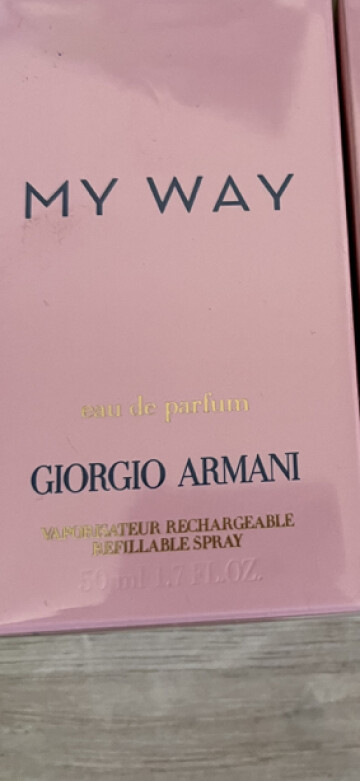 MY WAY
eau de parfum
GIORGIO ARMANI
VAPORISATEUR RECHARGEABLE
REFILLABLE SPRAY
50 ml 1.7 FL.OZ.